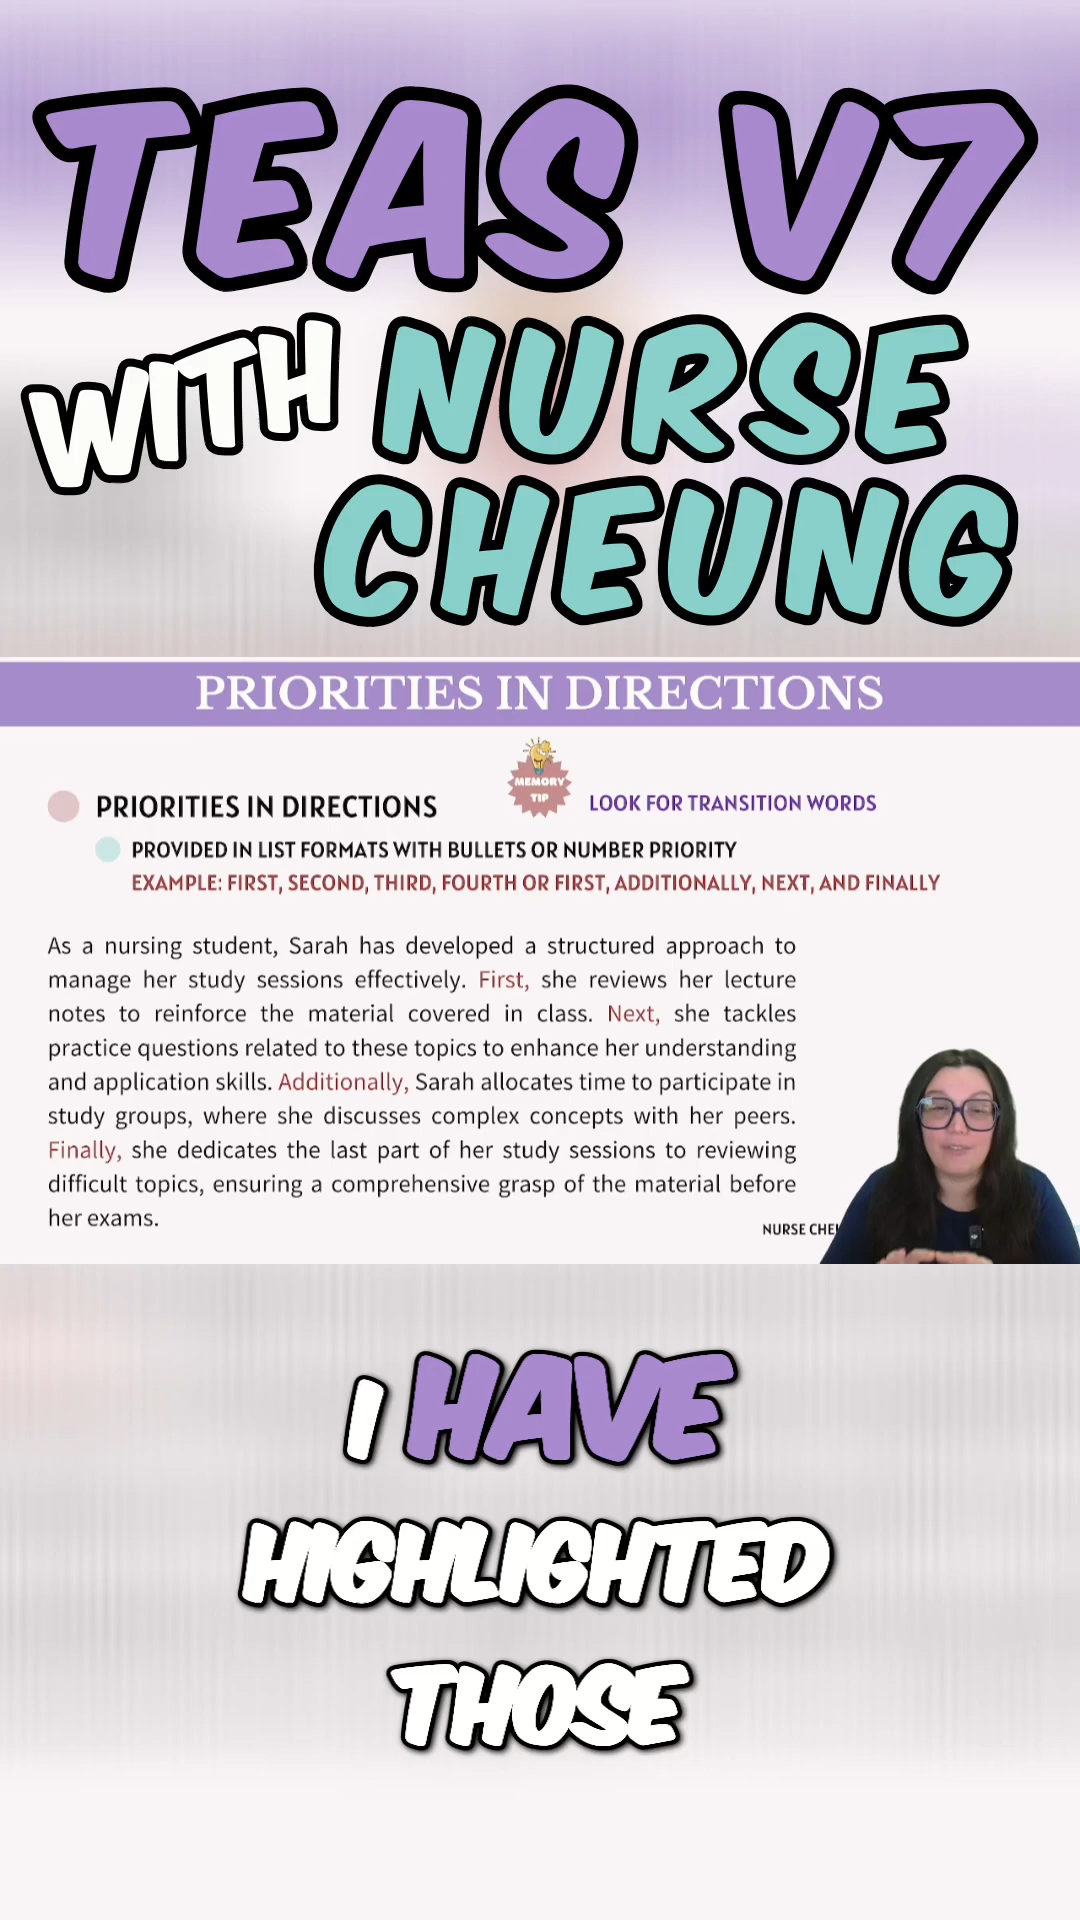 TEAS V7
WITH NURSE
CHEUNG
PRIORITIES IN DIRECTIONS
MEMORY
TIP
PRIORITIES IN DIRECTIONS
LOOK FOR TRANSITION WORDS
PROVIDED IN LIST FORMATS WITH BULLETS OR NUMBER PRIORITY
EXAMPLE: FIRST, SECOND, THIRD, FOURTH OR FIRST, ADDITIONALLY, NEXT, AND FINALLY
As a nursing student, Sarah has developed a structured approach to
manage her study sessions effectively. First, she reviews her lecture
notes to reinforce the material covered in class. Next, she tackles
practice questions related to these topics to enhance her understanding
and application skills. Additionally, Sarah allocates time to participate in
study groups, where she discusses complex concepts with her peers.
Finally, she dedicates the last part of her study sessions to reviewing
difficult topics, ensuring a comprehensive grasp of the material before
her exams.
NURSE
I HAVE
HIGHLIGHTED
THOSE